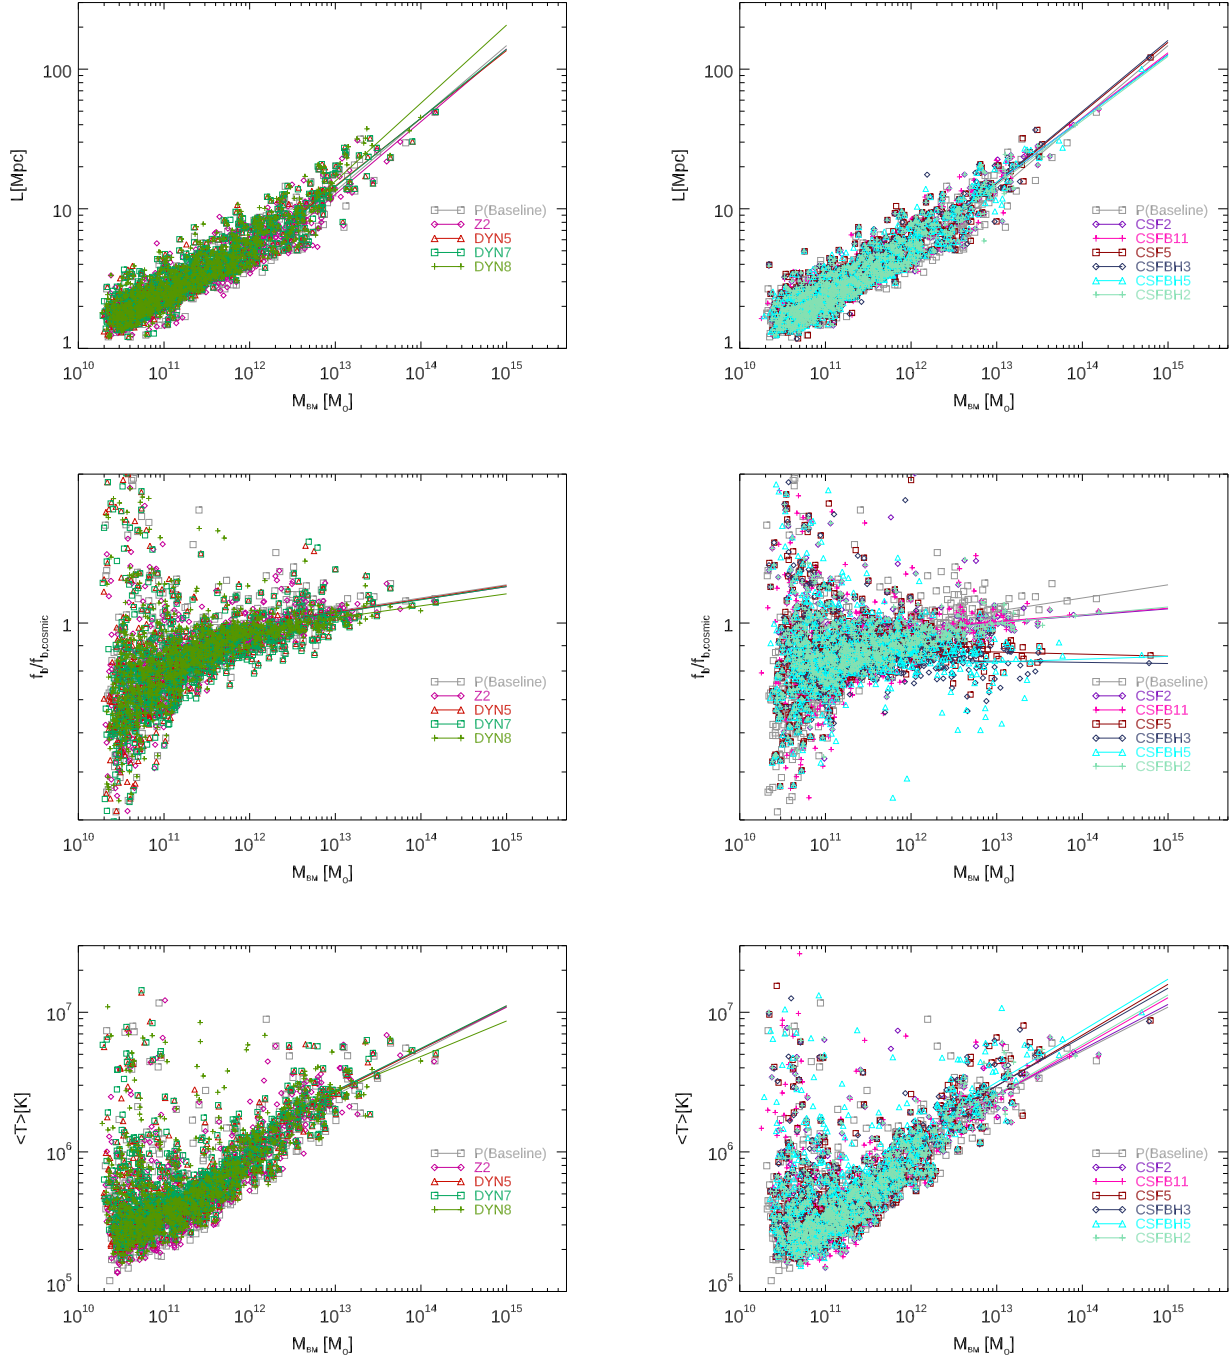 100
10
1
L[Mpc]
P(Baseline)
Z2
DYN5
DYN7
DYN8
10^10 10^11 10^12 10^13 10^14 10^15
M_BM [M_O]
100
10
1
L[Mpc]
P(Baseline)
CSF2
CSFB11
CSF5
CSFBH3
CSFBH5
CSFBH2
10^10 10^11 10^12 10^13 10^14 10^15
M_BM [M_O]
1
f_b/f_b,cosmic
P(Baseline)
Z2
DYN5
DYN7
DYN8
10^10 10^11 10^12 10^13 10^14 10^15
M_BM [M_O]
1
f_b/f_b,cosmic
P(Baseline)
CSF2
CSFB11
CSF5
CSFBH3
CSFBH5
CSFBH2
10^10 10^11 10^12 10^13 10^14 10^15
M_BM [M_O]
10^7
10^6
10^5
<T>[K]
P(Baseline)
Z2
DYN5
DYN7
DYN8
10^10 10^11 10^12 10^13 10^14 10^15
M_BM [M_O]
10^7
10^6
10^5
<T>[K]
P(Baseline)
CSF2
CSFB11
CSF5
CSFBH3
CSFBH5
CSFBH2
10^10 10^11 10^12 10^13 10^14 10^15
M_BM [M_O]